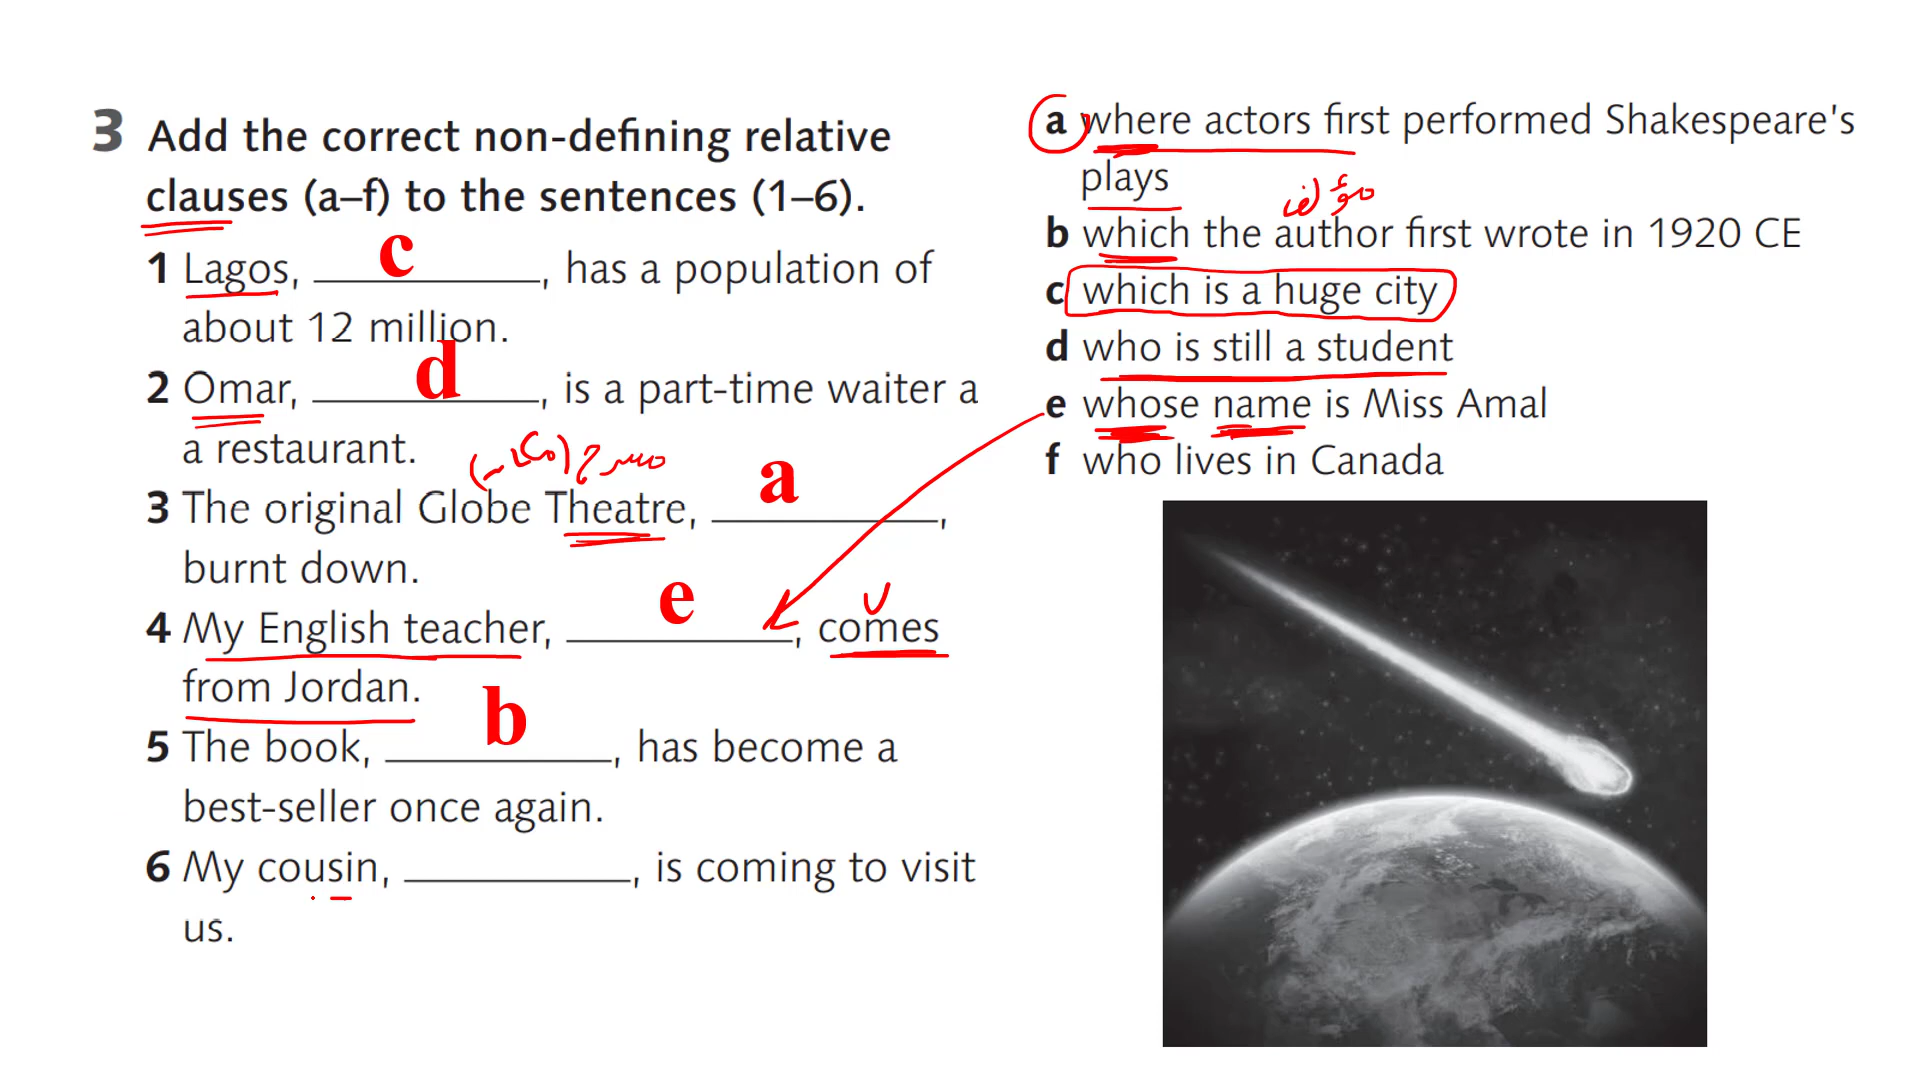 3 Add the correct non-defining relative
clauses (a–f) to the sentences (1–6).
1 Lagos, c, has a population of
about 12 million.
2 Omar, d, is a part-time waiter a
a restaurant.
مسرح (مكان)
3 The original Globe Theatre, a,
burnt down.
4 My English teacher, e, comes
from Jordan.
5 The book, b, has become a
best-seller once again.
6 My cousin, ____________, is coming to visit
us.
a where actors first performed Shakespeare's
plays
b which the author first wrote in 1920 CE
c which is a huge city
d who is still a student
e whose name is Miss Amal
f who lives in Canada